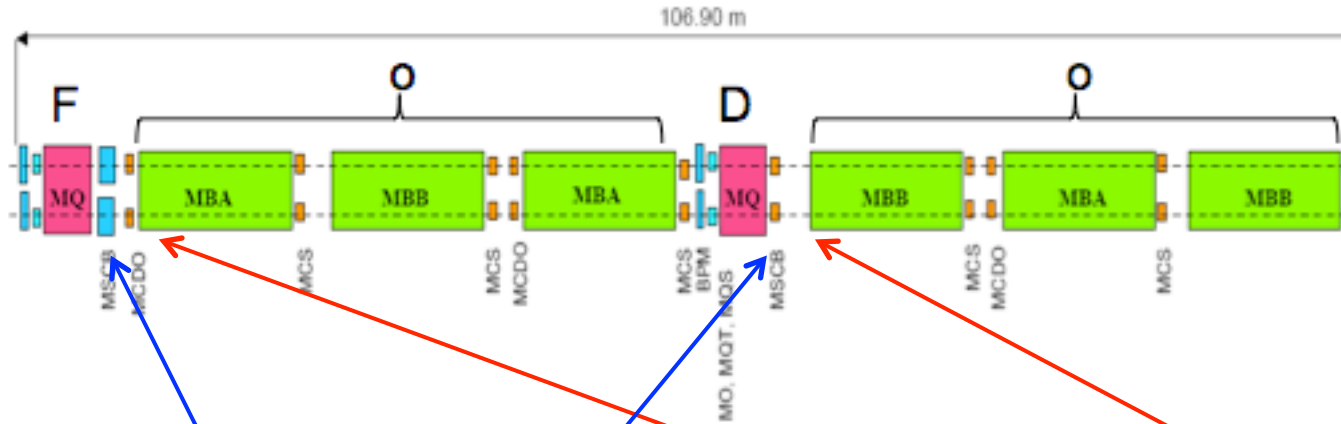 106.90 m
F
O
D
O
MQ
MBA
MBB
MBA
MQ
MBB
MBA
MBB
MSCB
MCDO
MCS
MCS
MCDO
MCS
BPM
MO, MQT, MQS
MSCB
MCS
MCDO
MCS